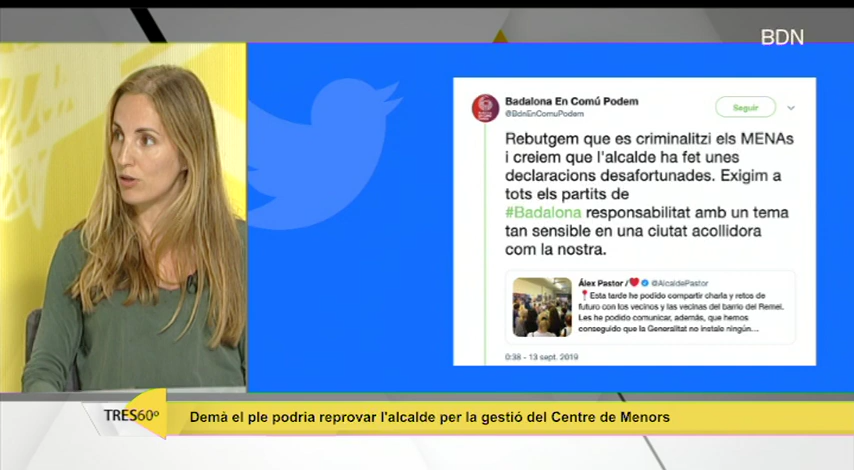 BDN
Badalona En Comú Podem
@BdnEnComuPodem
Seguir
Rebutgem que es criminalitzi els MENAs
i creiem que l'alcalde ha fet unes
declaracions desafortunades. Exigim a
tots els partits de
#Badalona responsabilitat amb un tema
tan sensible en una ciutat acollidora
com la nostra.
Álex Pastor /❤️ @AlcaldePastor
📍Esta tarde he podido compartir charla y retos de
futuro con los vecinos y las vecinas del barrio del Remei.
Les he podido comunicar, además, que hemos
conseguido que la Generalitat no instale ningún…
0:38 - 13 sept. 2019
TRES60º
Demà el ple podria reprovar l'alcalde per la gestió del Centre de Menors